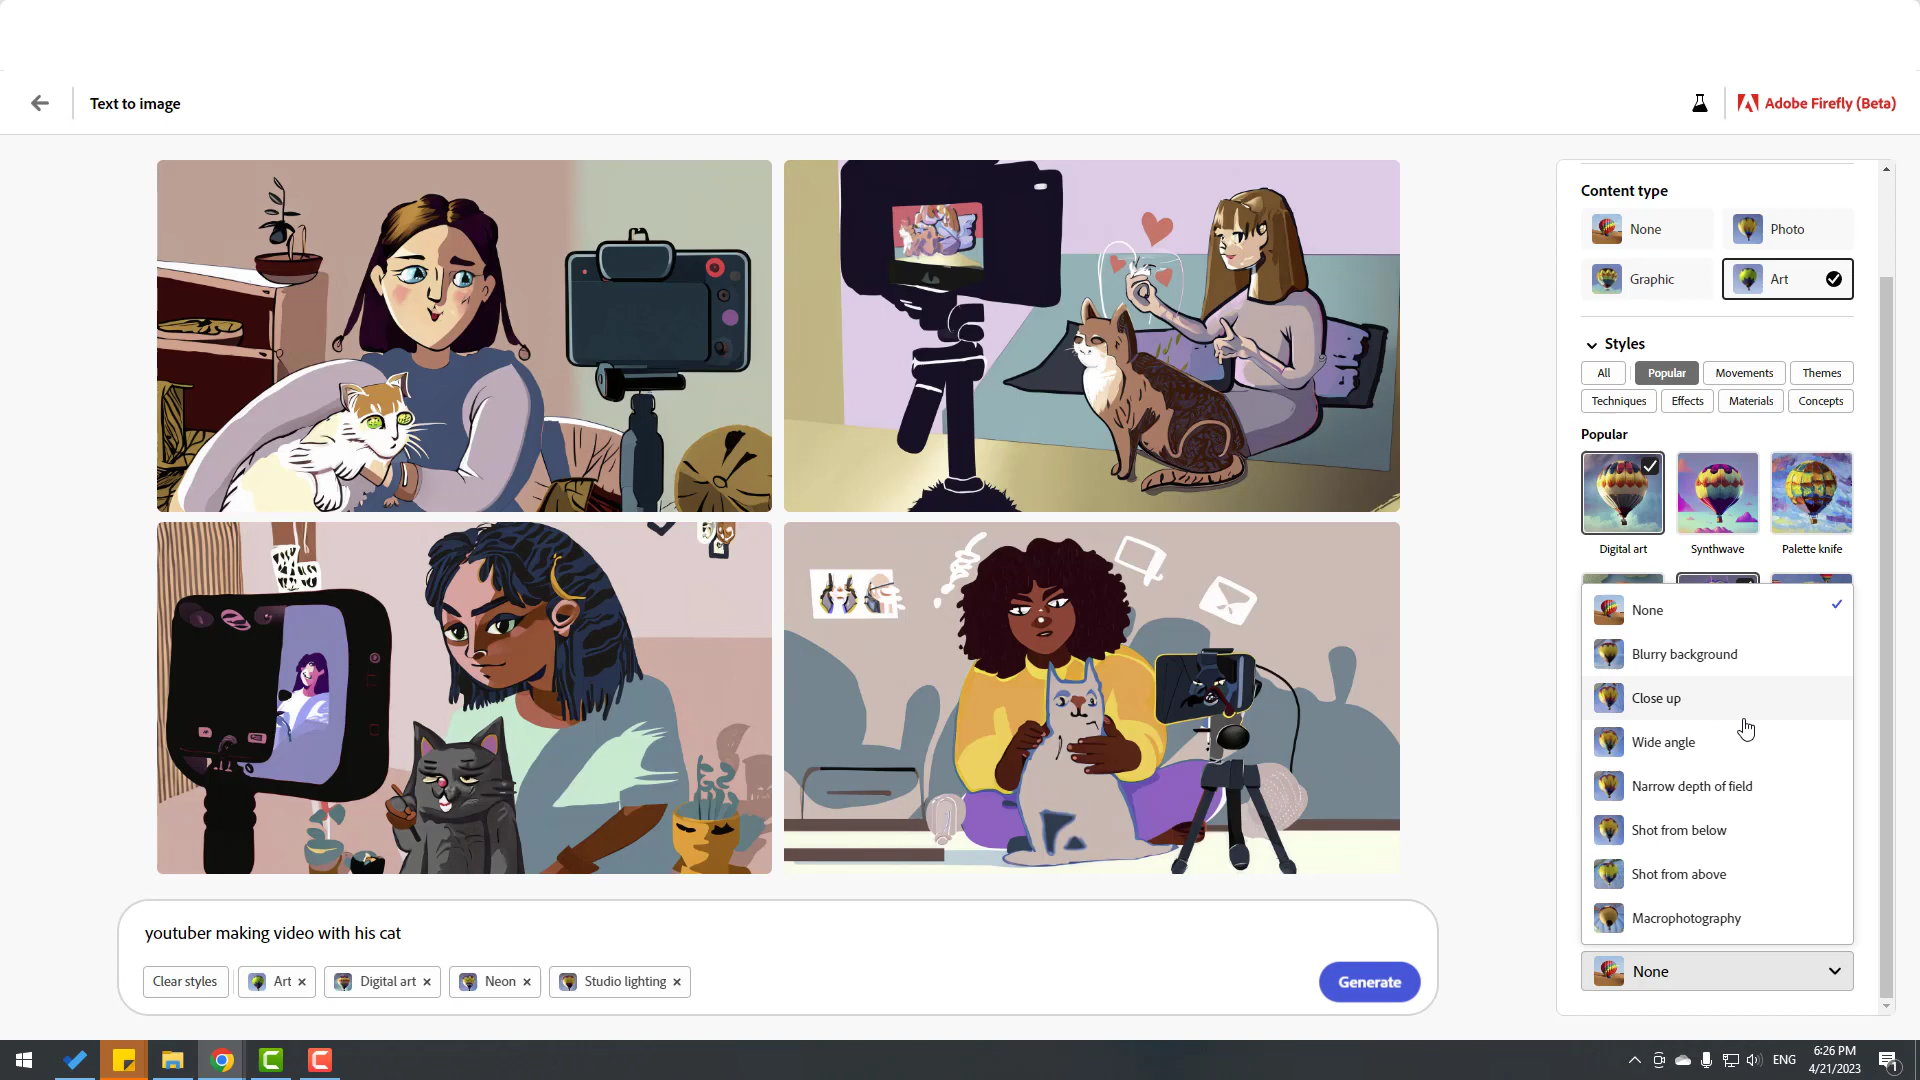 Text to image
Adobe Firefly (Beta)
Content type
None
Photo
Graphic
Art
Styles
All
Popular
Movements
Themes
Techniques
Effects
Materials
Concepts
Popular
Digital art
Synthwave
Palette knife
None
Blurry background
Close up
Wide angle
Narrow depth of field
Shot from below
Shot from above
Macrophotography
None
youtuber making video with his cat
Clear styles
Art
Digital art
Neon
Studio lighting
Generate
ENG
6:26 PM
4/21/2023
1